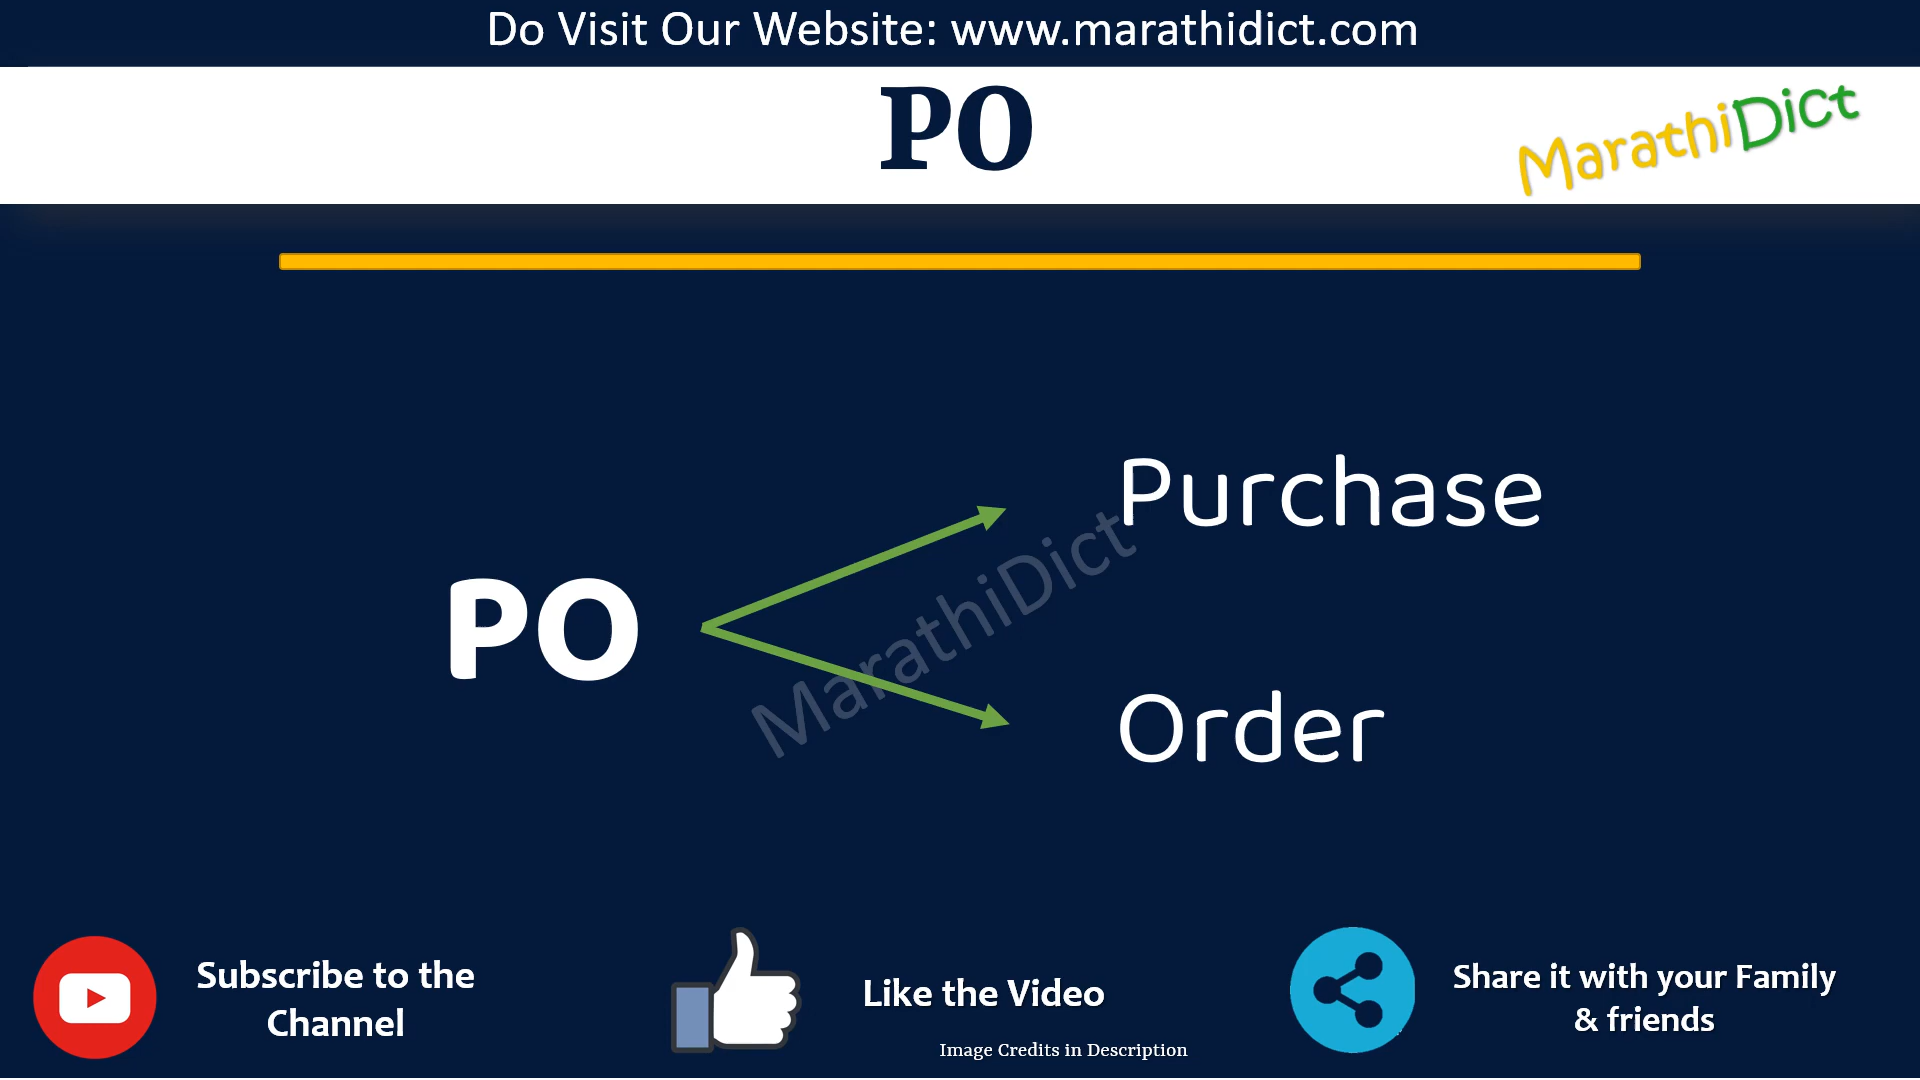 Do Visit Our Website: www.marathidict.com
PO
MarathiDict
Purchase
PO
MarathiDict
Order
Subscribe to the
Channel
Like the Video
Share it with your Family
& friends
Image Credits in Description